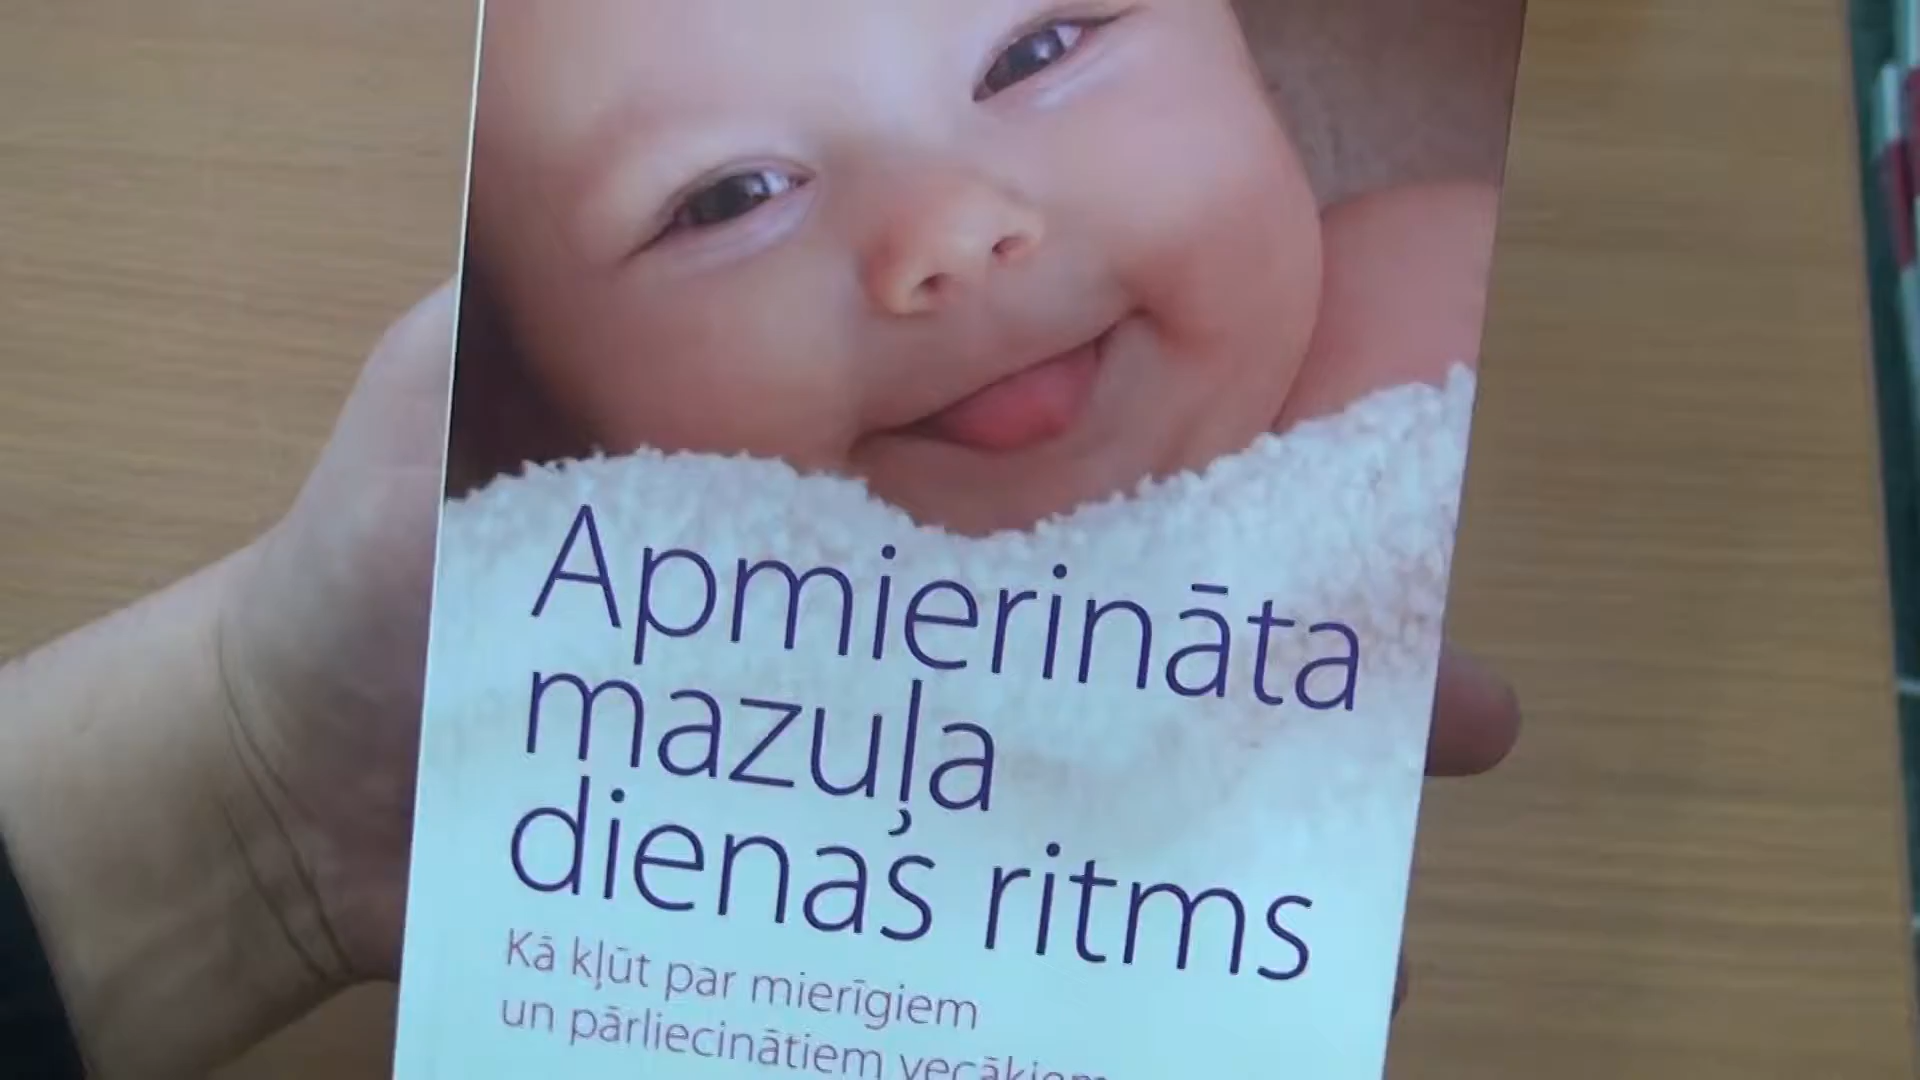 Apmierināta
mazuļa
dienas ritms
Kā kļūt par mierīgiem
un pārliecinātiem vecākiem